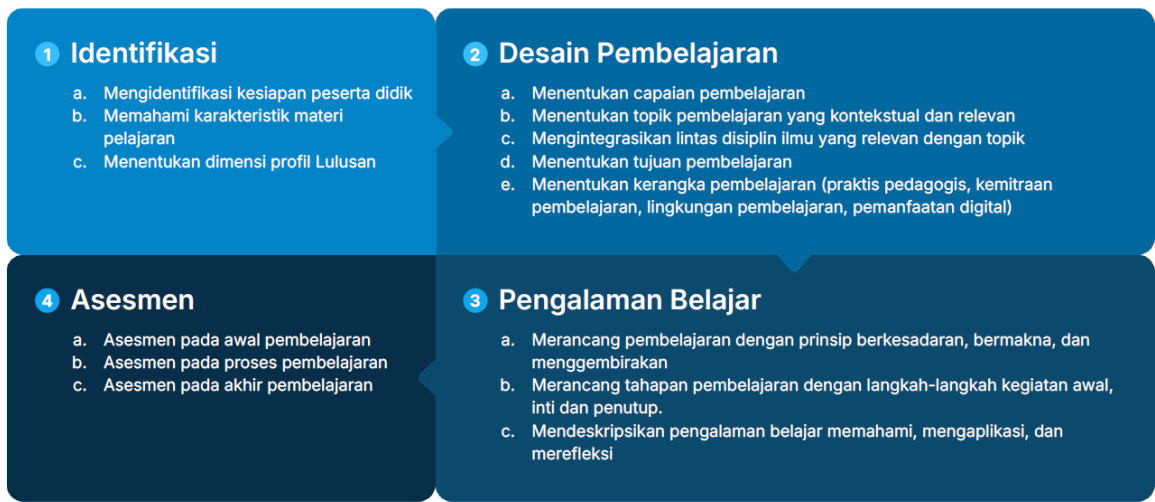 1 Identifikasi
a. Mengidentifikasi kesiapan peserta didik
b. Memahami karakteristik materi
pelajaran
c. Menentukan dimensi profil Lulusan
2 Desain Pembelajaran
a. Menentukan capaian pembelajaran
b. Menentukan topik pembelajaran yang kontekstual dan relevan
c. Mengintegrasikan lintas disiplin ilmu yang relevan dengan topik
d. Menentukan tujuan pembelajaran
e. Menentukan kerangka pembelajaran (praktis pedagogis, kemitraan
pembelajaran, lingkungan pembelajaran, pemanfaatan digital)
3 Pengalaman Belajar
a. Merancang pembelajaran dengan prinsip berkesadaran, bermakna, dan
menggembirakan
b. Merancang tahapan pembelajaran dengan langkah-langkah kegiatan awal,
inti dan penutup.
c. Mendeskripsikan pengalaman belajar memahami, mengaplikasi, dan
merefleksi
4 Asesmen
a. Asesmen pada awal pembelajaran
b. Asesmen pada proses pembelajaran
c. Asesmen pada akhir pembelajaran